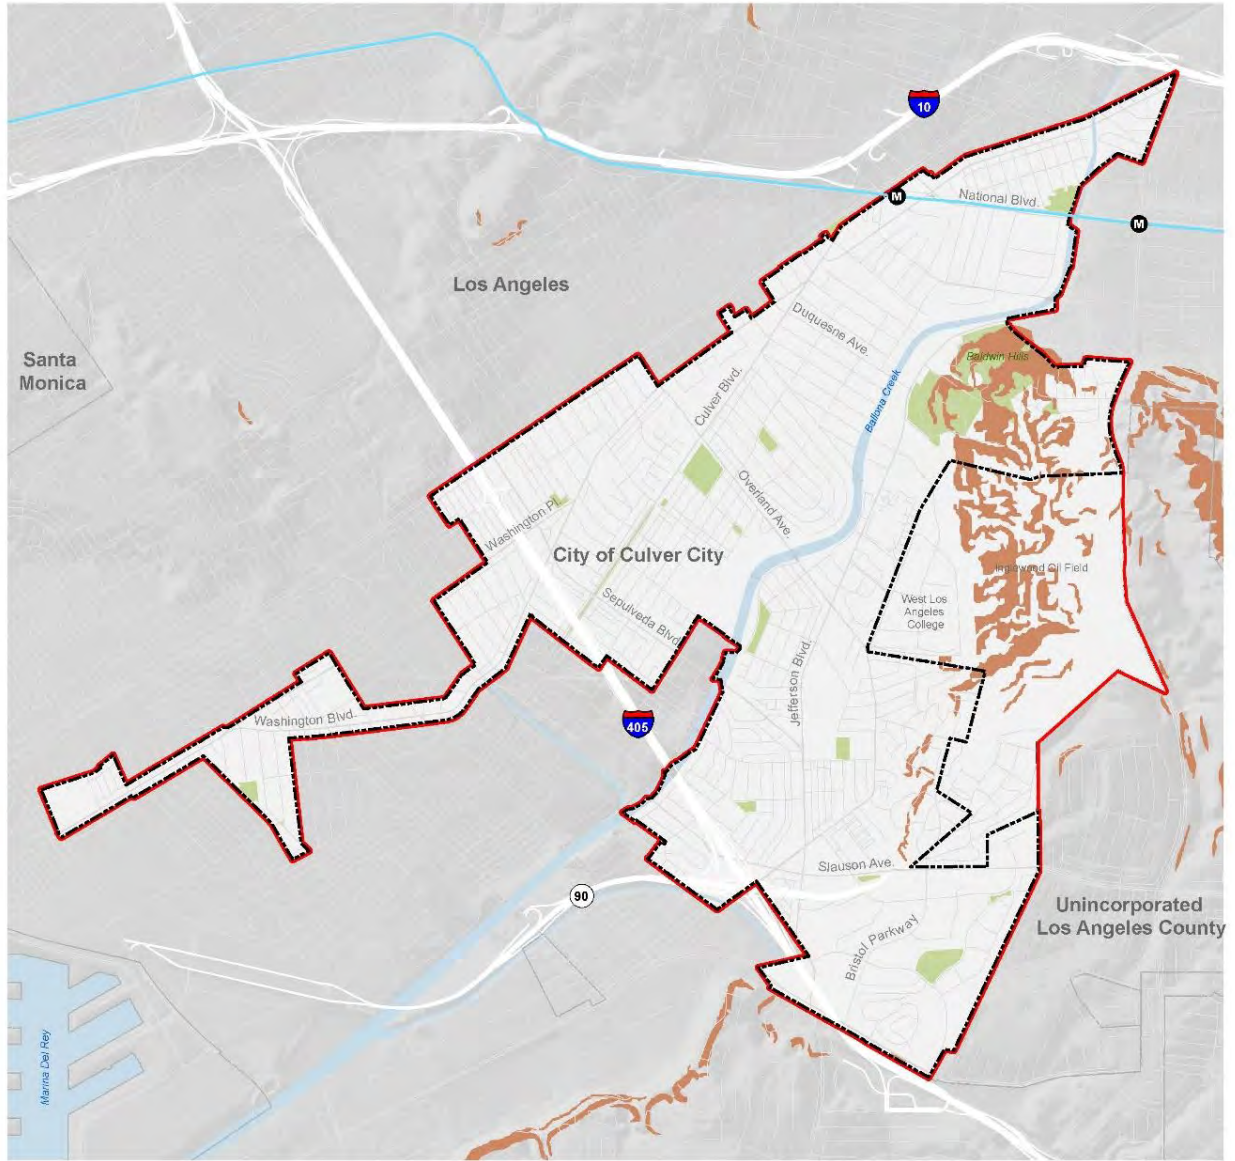 10
National Blvd.
M
M
Los Angeles
Duquesne Ave.
Santa
Monica
Baldwin Hills
Culver Blvd.
Ballona Creek
Overland Ave.
Washington Pl.
City of Culver City
Inglewood Oil Field
West Los
Angeles
College
Sepulveda Blvd.
Jefferson Blvd.
Washington Blvd.
405
Slauson Ave.
90
Unincorporated
Los Angeles County
Bristol Parkway
Marina Del Rey